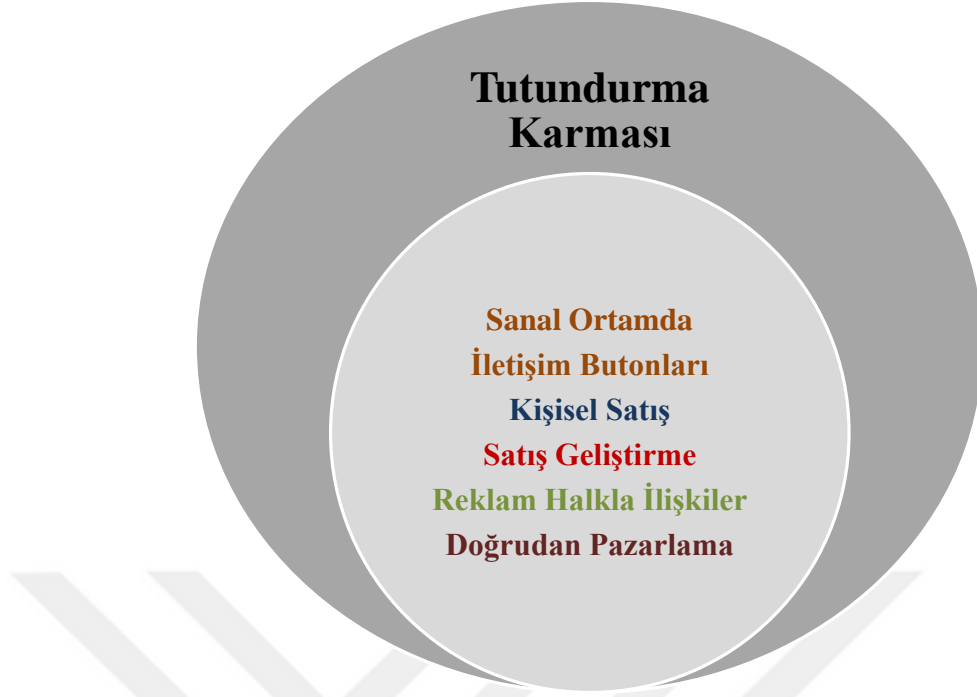 Tutundurma
Karması
Sanal Ortamda
İletişim Butonları
Kişisel Satış
Satış Geliştirme
Reklam Halkla İlişkiler
Doğrudan Pazarlama